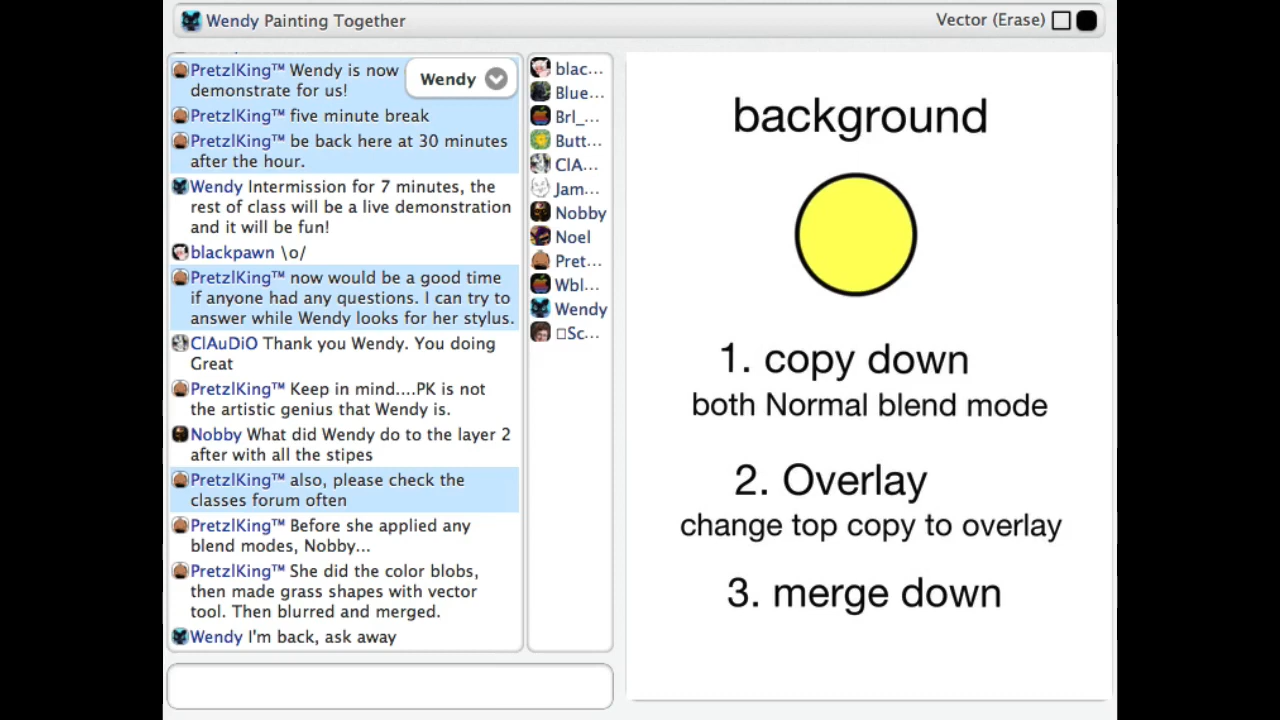 Wendy Painting Together
Vector (Erase)
PretzlKing™ Wendy is now
demonstrate for us!
Wendy
PretzlKing™ five minute break
PretzlKing™ be back here at 30 minutes
after the hour.
Wendy Intermission for 7 minutes, the
rest of class will be a live demonstration
and it will be fun!
blackpawn \o/
PretzlKing™ now would be a good time
if anyone had any questions. I can try to
answer while Wendy looks for her stylus.
ClAuDiO Thank you Wendy. You doing
Great
PretzlKing™ Keep in mind....PK is not
the artistic genius that Wendy is.
Nobby What did Wendy do to the layer 2
after with all the stipes
PretzlKing™ also, please check the
classes forum often
PretzlKing™ Before she applied any
blend modes, Nobby...
PretzlKing™ She did the color blobs,
then made grass shapes with vector
tool. Then blurred and merged.
Wendy I'm back, ask away
blac...
Blue...
Brl_...
Butt...
ClA...
Jam...
Nobby
Noel
Pret...
Wbl...
Wendy
Sc...
background
1. copy down
both Normal blend mode
2. Overlay
change top copy to overlay
3. merge down